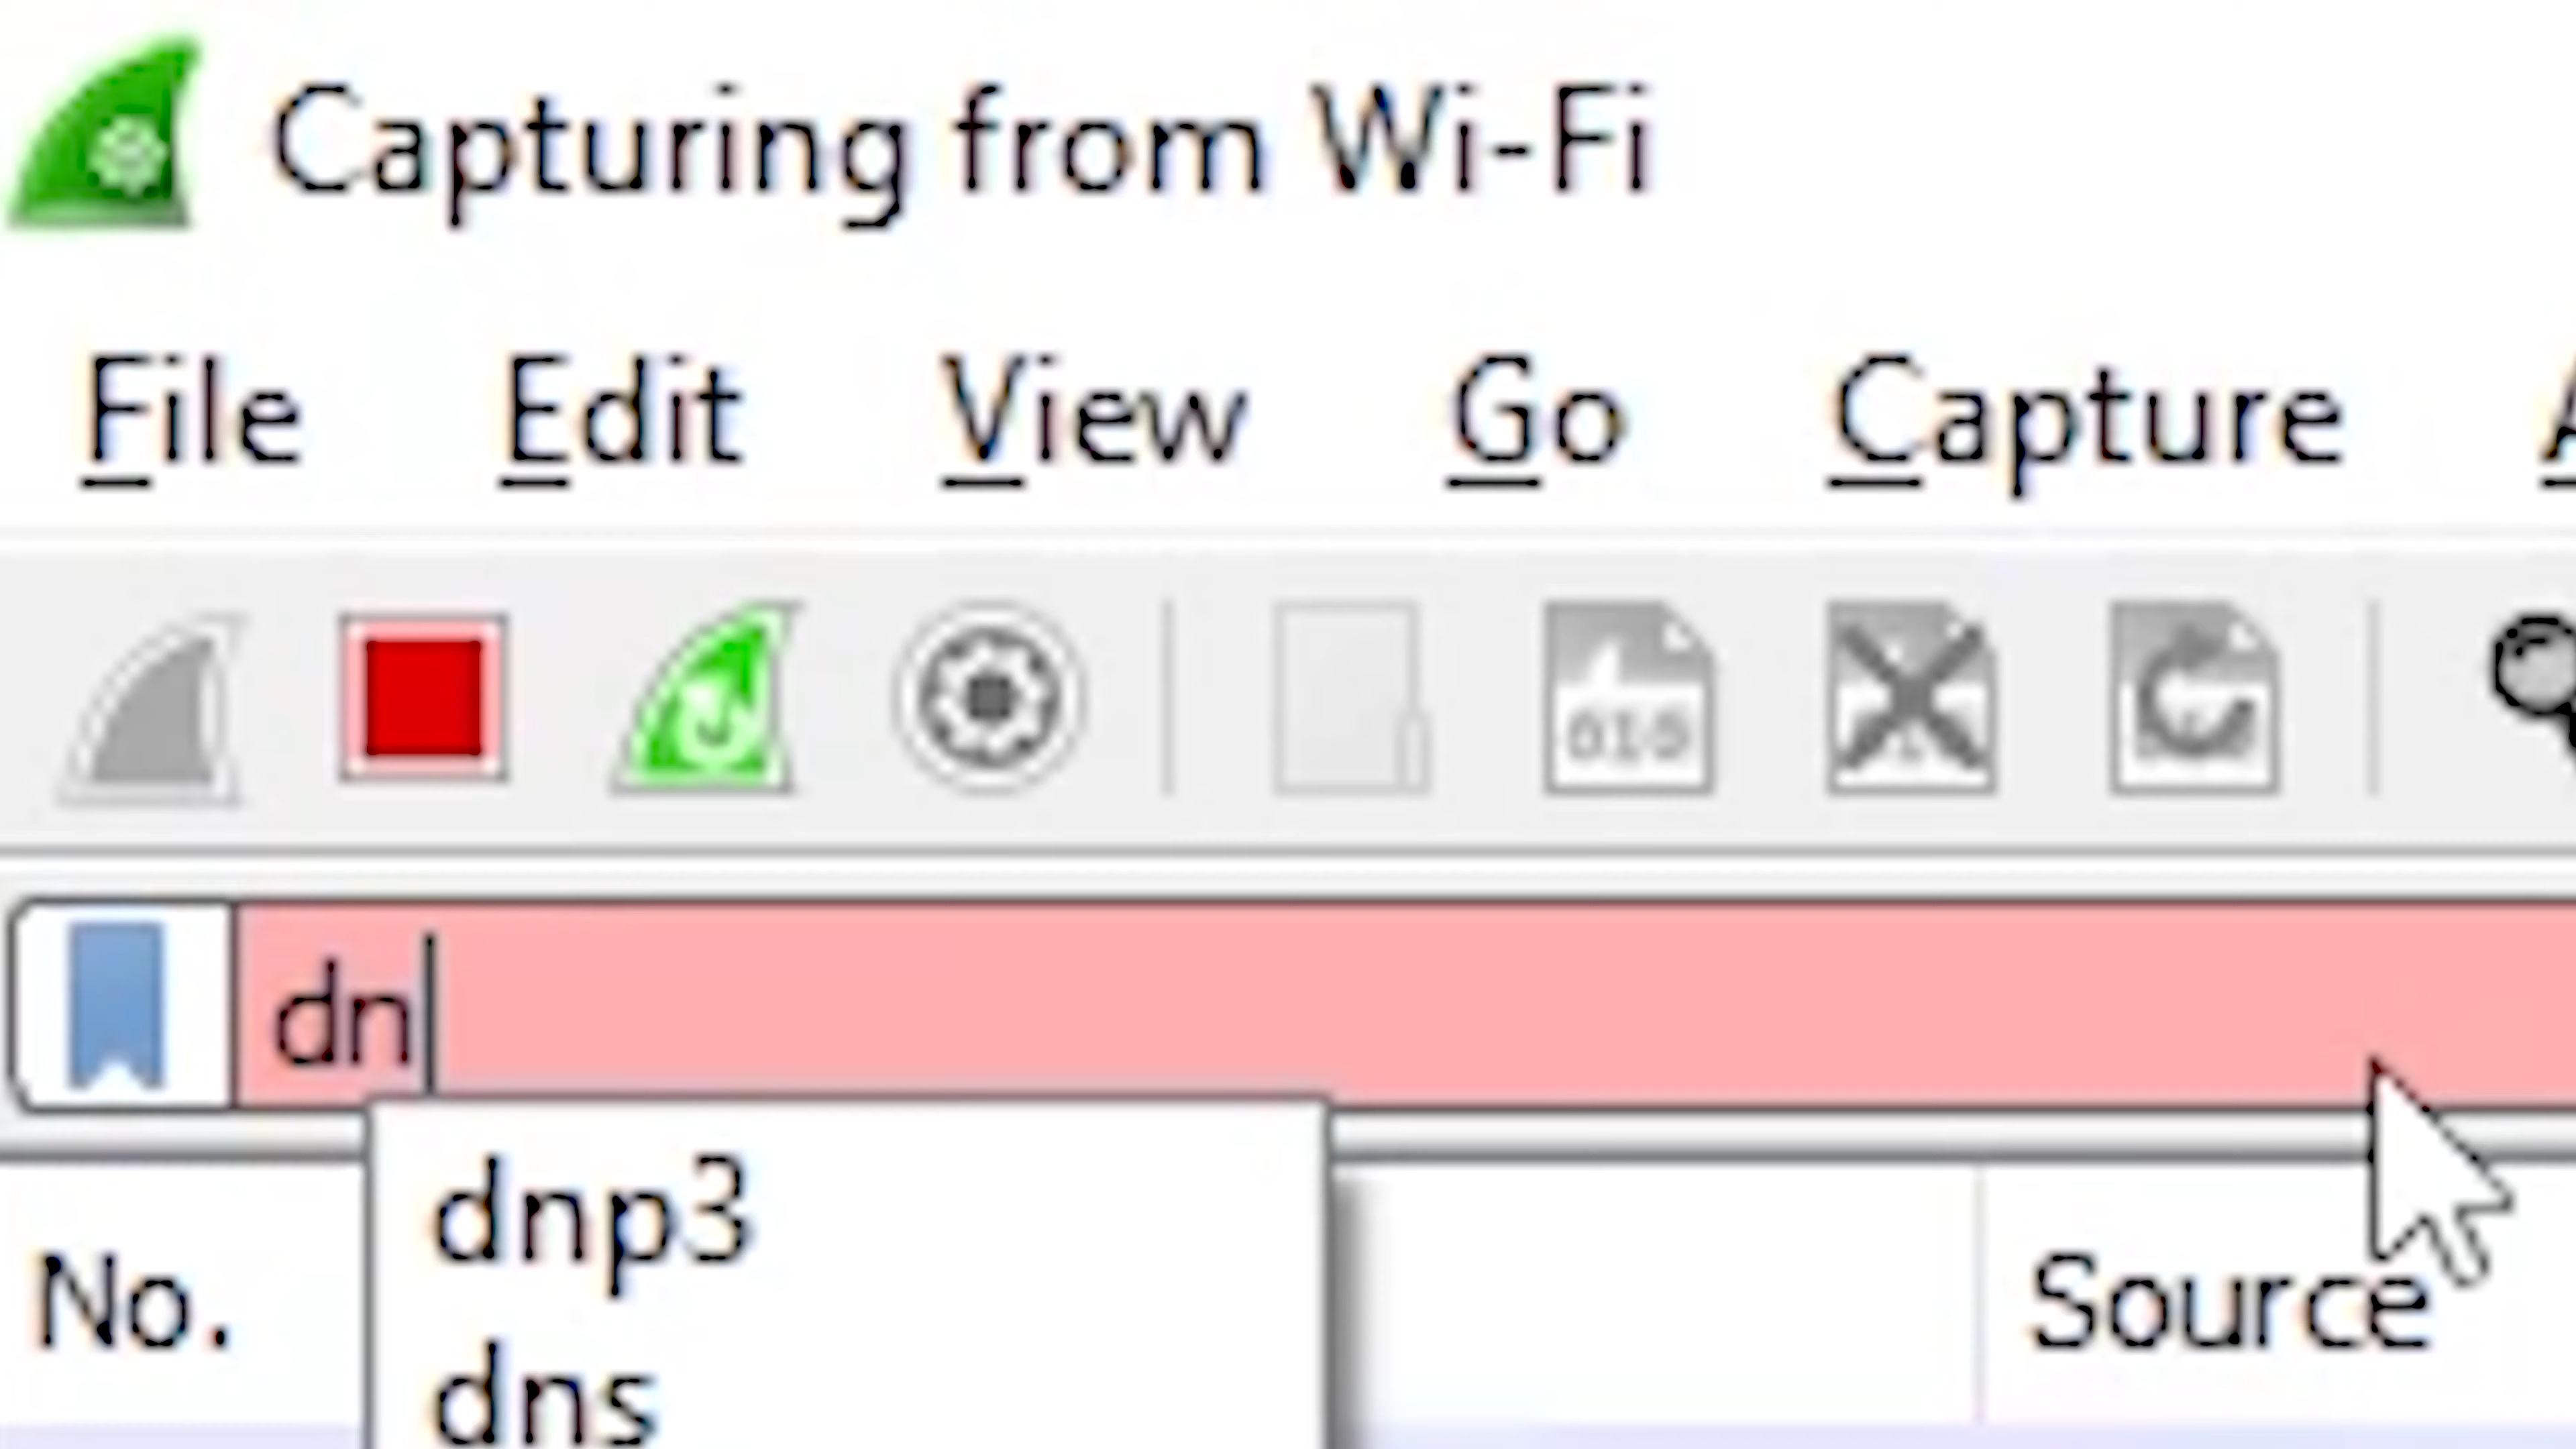 Capturing from Wi-Fi
File Edit View Go Capture
dn
dnp3
No. Source
dns